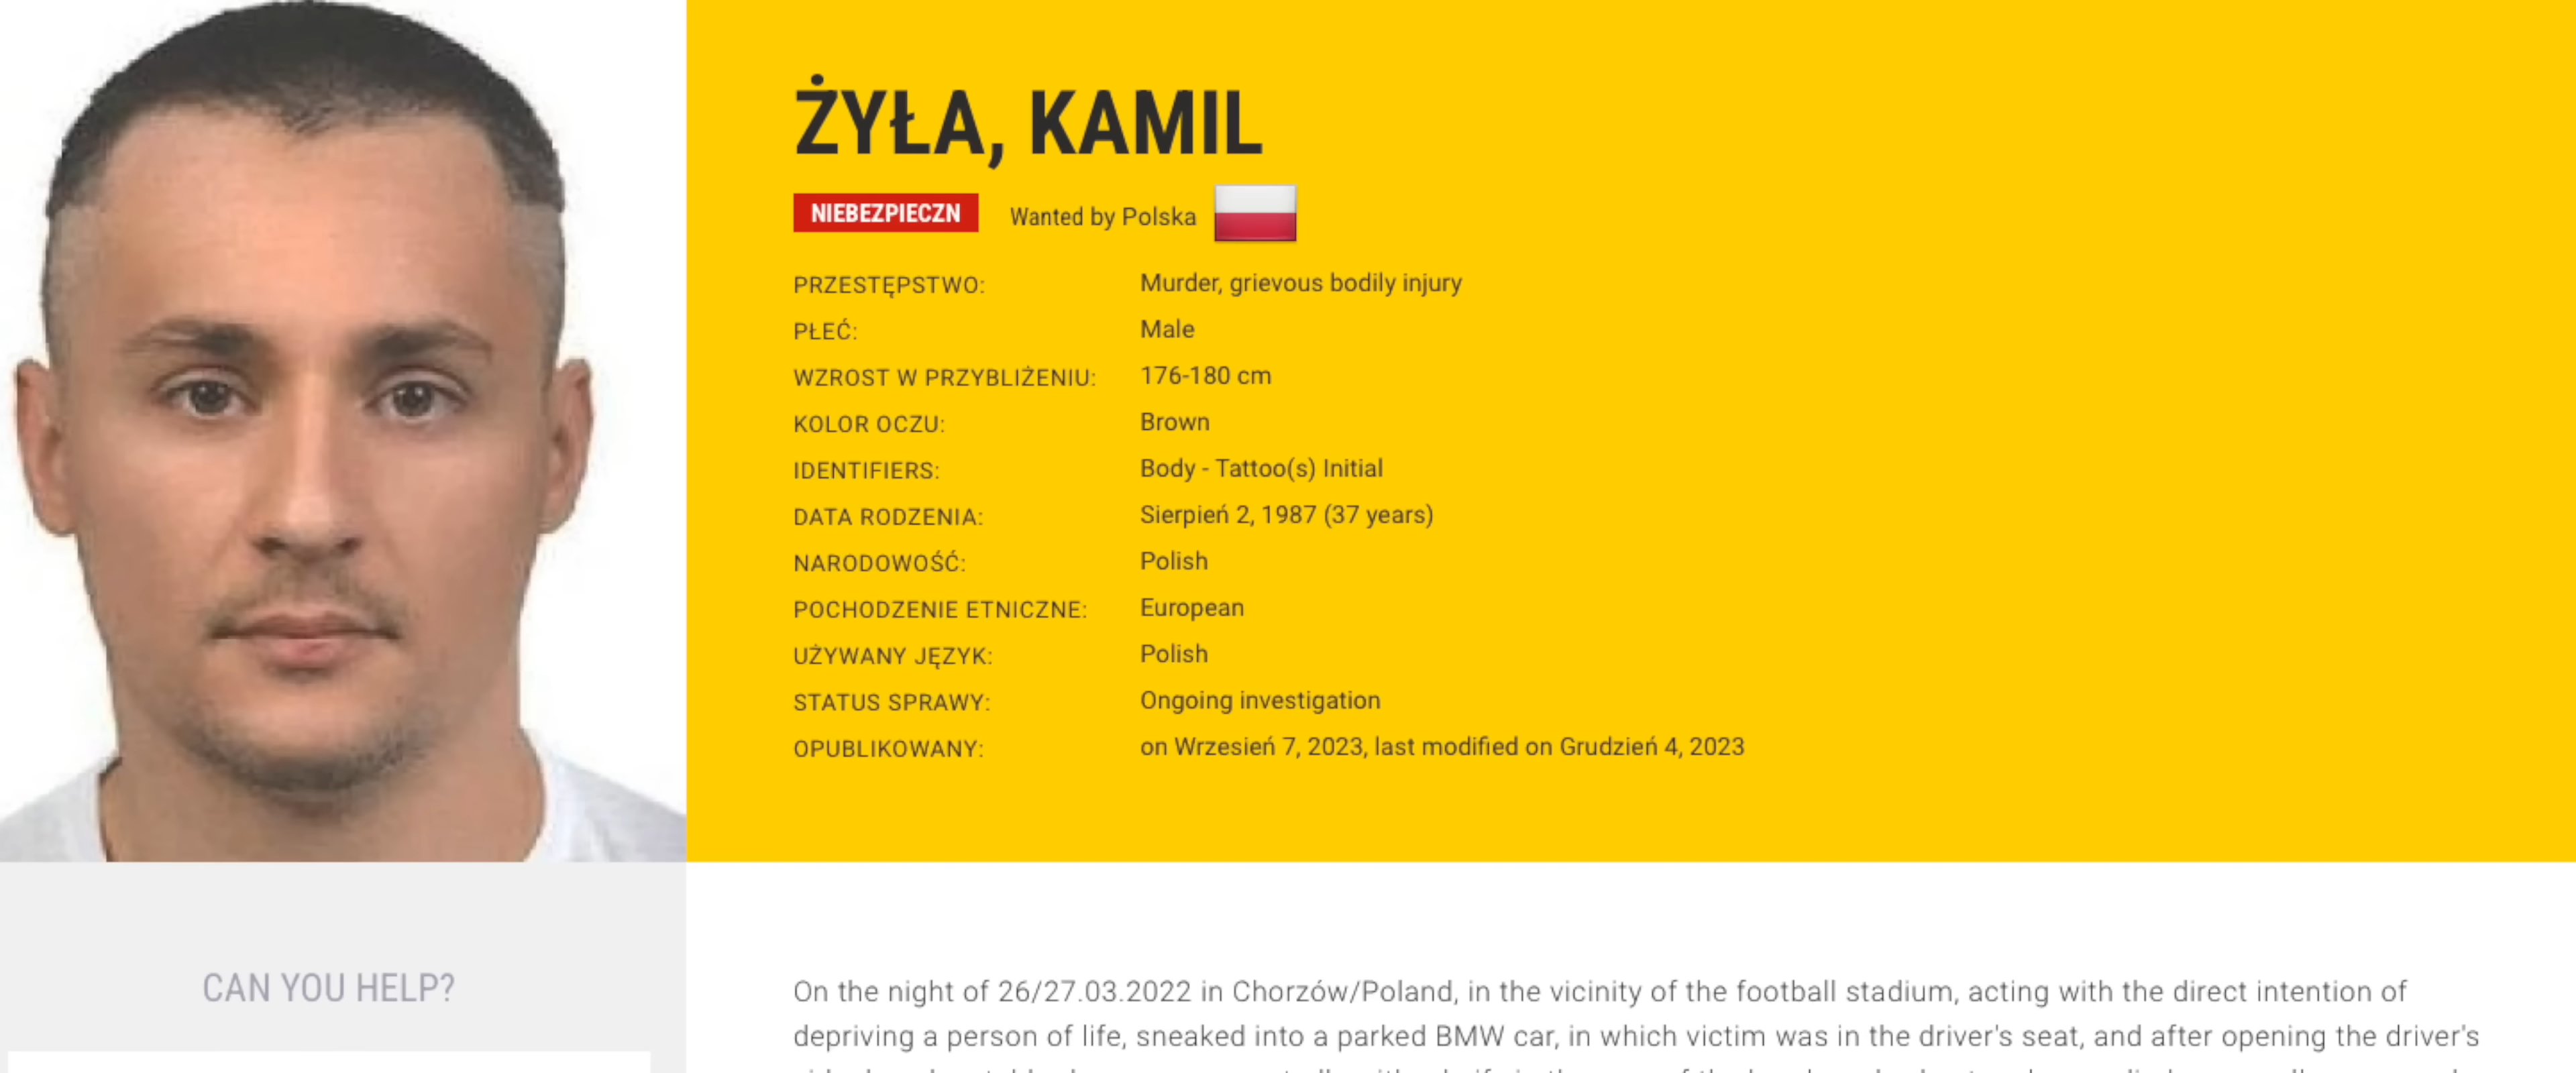 ŻYŁA, KAMIL
NIEBEZPIECZN Wanted by Polska
PRZESTĘPSTWO: Murder, grievous bodily injury
PŁEĆ: Male
WZROST W PRZYBLIŻENIU: 176-180 cm
KOLOR OCZU: Brown
IDENTIFIERS: Body - Tattoo(s) Initial
DATA RODZENIA: Sierpień 2, 1987 (37 years)
NARODOWOŚĆ: Polish
POCHODZENIE ETNICZNE: European
UŻYWANY JĘZYK: Polish
STATUS SPRAWY: Ongoing investigation
OPUBLIKOWANY: on Wrzesień 7, 2023, last modified on Grudzień 4, 2023
CAN YOU HELP?
On the night of 26/27.03.2022 in Chorzów/Poland, in the vicinity of the football stadium, acting with the direct intention of
depriving a person of life, sneaked into a parked BMW car, in which victim was in the driver's seat, and after opening the driver's